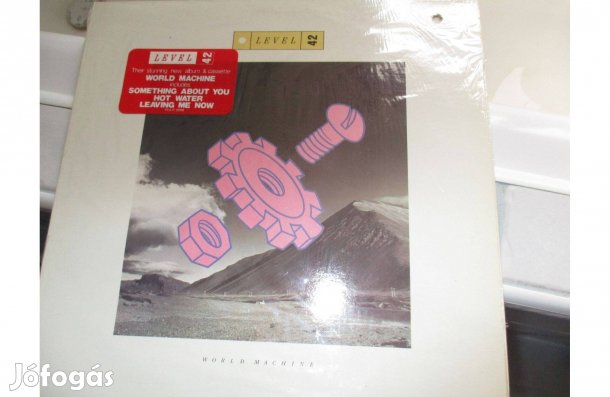 LEVEL 42
Their stunning new album & cassette
WORLD MACHINE
includes
SOMETHING ABOUT YOU
HOT WATER
LEAVING ME NOW
LEVEL 42
WORLD MACHINE
Jófogás